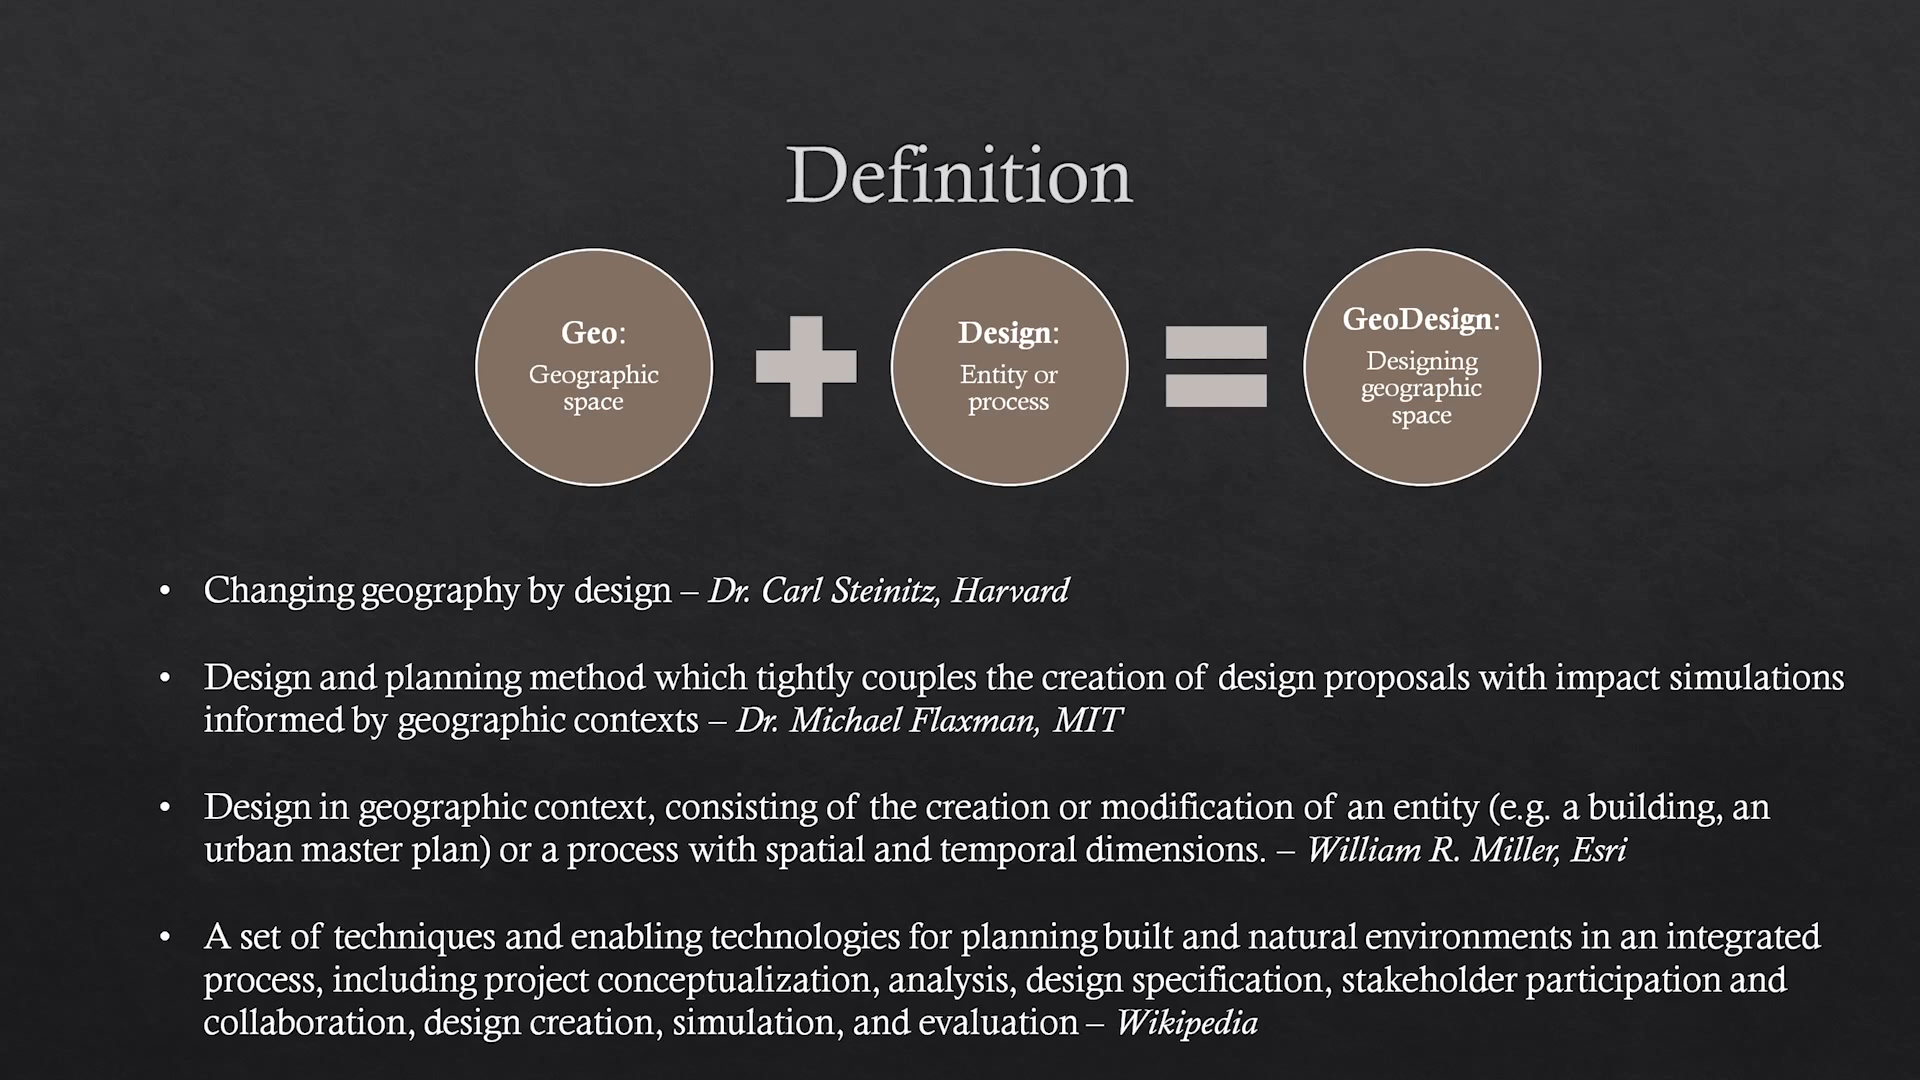 Definition
Geo:
Geographic
space
Design:
Entity or
process
GeoDesign:
Designing
geographic
space
• Changing geography by design – Dr. Carl Steinitz, Harvard
• Design and planning method which tightly couples the creation of design proposals with impact simulations
informed by geographic contexts – Dr. Michael Flaxman, MIT
• Design in geographic context, consisting of the creation or modification of an entity (e.g. a building, an
urban master plan) or a process with spatial and temporal dimensions. – William R. Miller, Esri
• A set of techniques and enabling technologies for planning built and natural environments in an integrated
process, including project conceptualization, analysis, design specification, stakeholder participation and
collaboration, design creation, simulation, and evaluation – Wikipedia